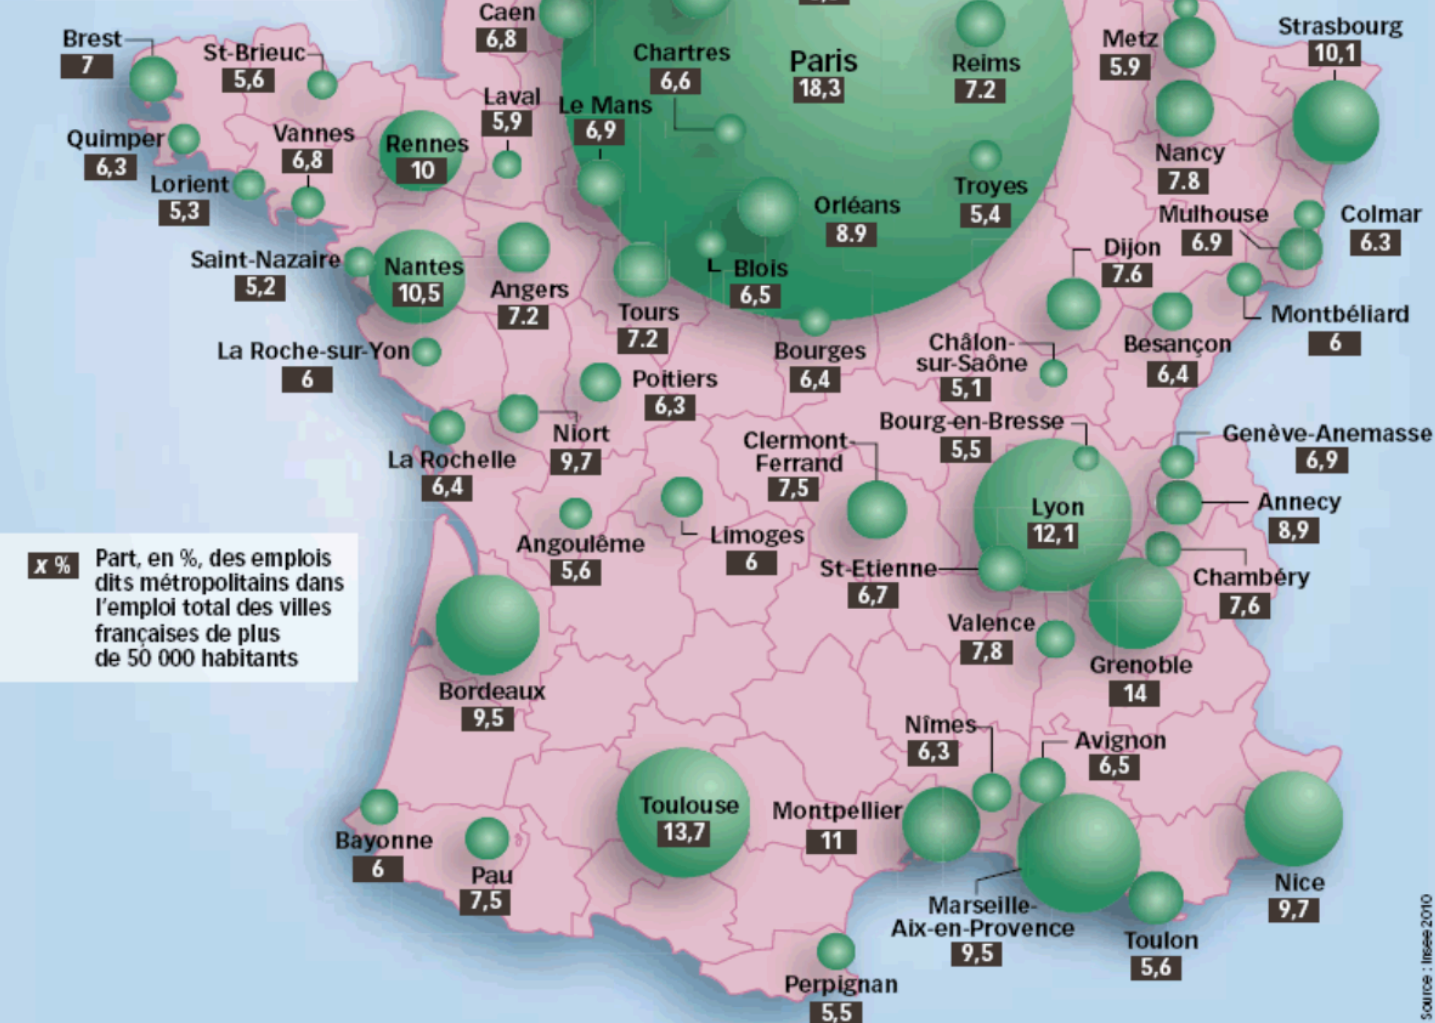 Caen
6,8
Brest
7
St-Brieuc
5,6
Chartres
6,6
Paris
18,3
Reims
7.2
Metz
5.9
Strasbourg
10,1
Laval
5,9
Le Mans
6,9
Quimper
6,3
Vannes
6,8
Rennes
10
Lorient
5,3
Nancy
7.8
Troyes
5,4
Orléans
8.9
Mulhouse
6.9
Colmar
6.3
Saint-Nazaire
5,2
Nantes
10,5
Angers
7.2
Tours
7.2
Blois
6,5
Dijon
7.6
Montbéliard
6
La Roche-sur-Yon
6
Bourges
6,4
Châlon-
sur-Saône
5,1
Besançon
6,4
Poitiers
6,3
Niort
9,7
La Rochelle
6,4
Clermont-
Ferrand
7,5
Bourg-en-Bresse
5,5
Genève-Anemasse
6,9
Annecy
8,9
Lyon
12,1
Angoulême
5,6
Limoges
6
St-Etienne
6,7
Chambéry
7,6
x %
Part, en %, des emplois
dits métropolitains dans
l'emploi total des villes
françaises de plus
de 50 000 habitants
Valence
7,8
Grenoble
14
Bordeaux
9,5
Nîmes
6,3
Avignon
6,5
Toulouse
13,7
Montpellier
11
Bayonne
6
Pau
7,5
Marseille-
Aix-en-Provence
9,5
Nice
9,7
Toulon
5,6
Perpignan
5,5
Source : Insee 2010